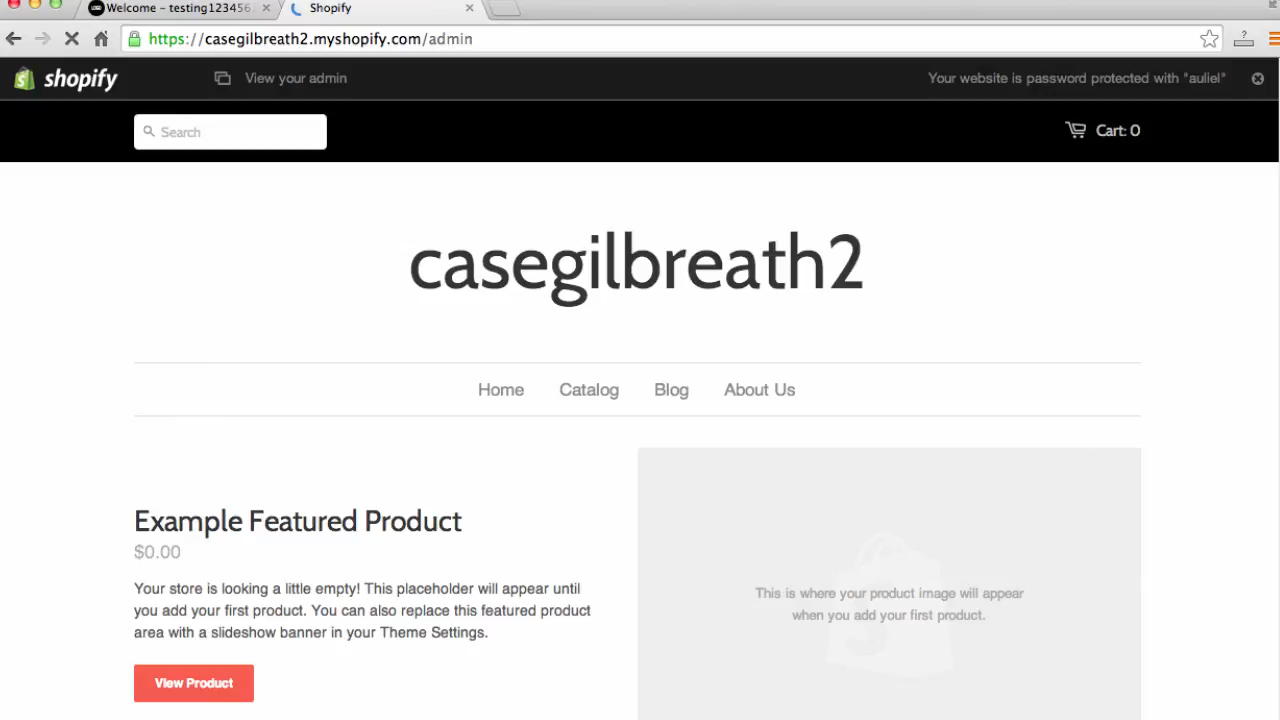 Welcome - testing123456
Shopify
https://casegilbreath2.myshopify.com/admin
shopify
View your admin
Your website is password protected with "auliel"
Search
Cart: 0
casegilbreath2
Home
Catalog
Blog
About Us
Example Featured Product
$0.00
Your store is looking a little empty! This placeholder will appear until
you add your first product. You can also replace this featured product
area with a slideshow banner in your Theme Settings.
View Product
This is where your product image will appear
when you add your first product.